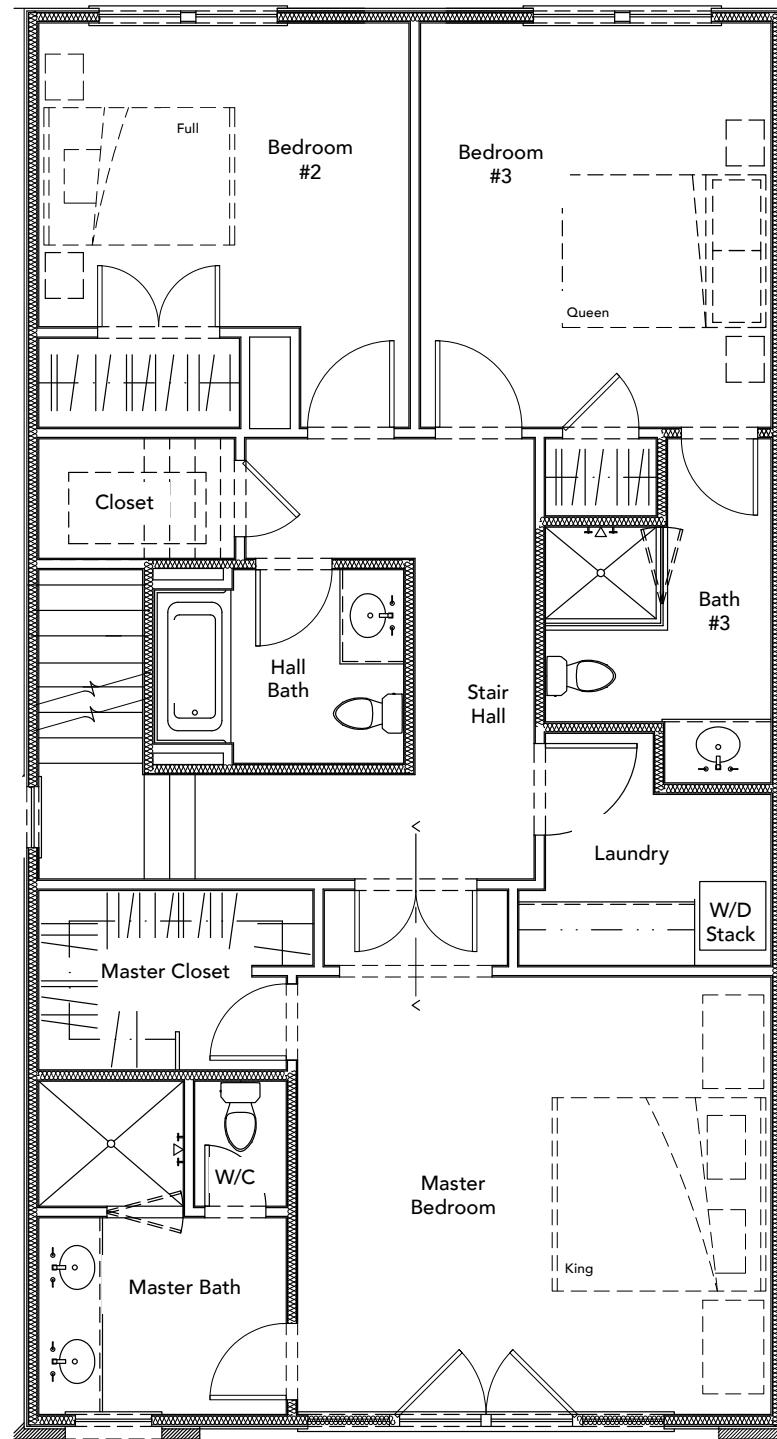 Full
Bedroom
#2
Bedroom
#3
Queen
Closet
Bath
#3
Hall
Bath
Stair
Hall
Laundry
W/D
Stack
Master Closet
W/C
Master
Bedroom
King
Master Bath